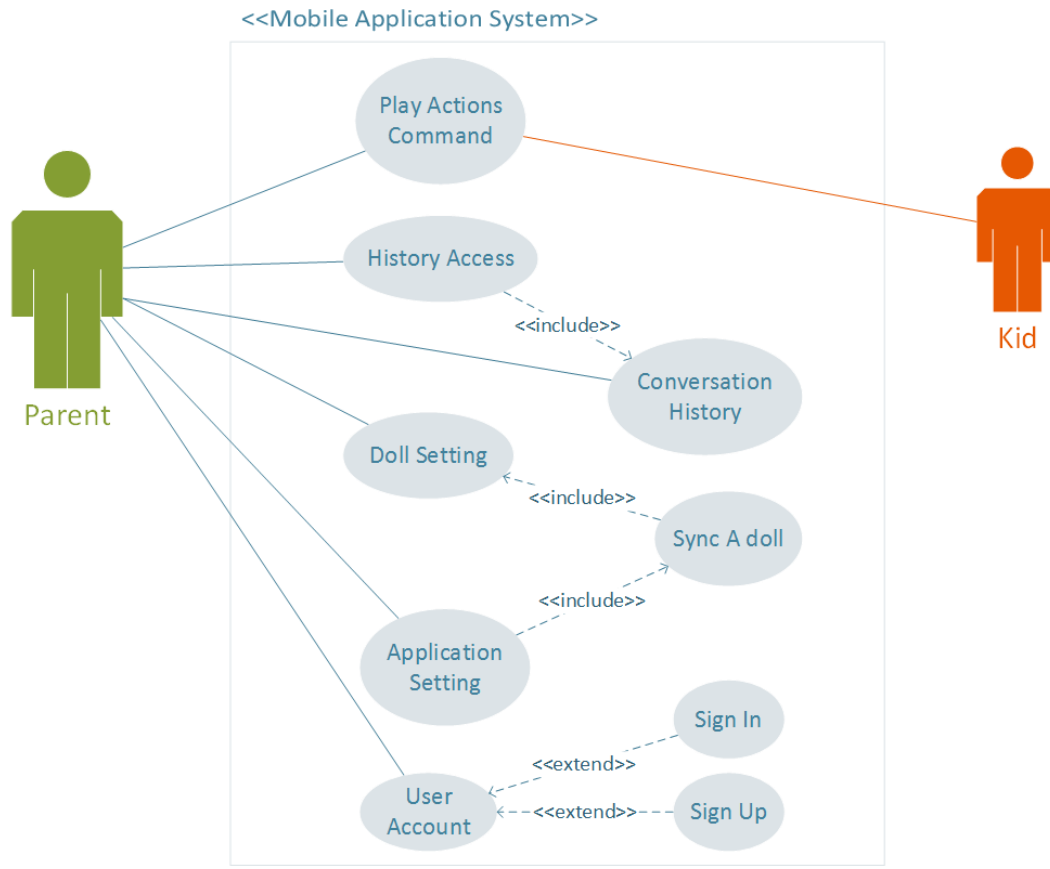 <<Mobile Application System>>
Play Actions
Command
History Access
<<include>>
Kid
Conversation
History
Parent
Doll Setting
<<include>>
Sync A doll
<<include>>
Application
Setting
Sign In
<<extend>>
User
Account
<<extend>>
Sign Up